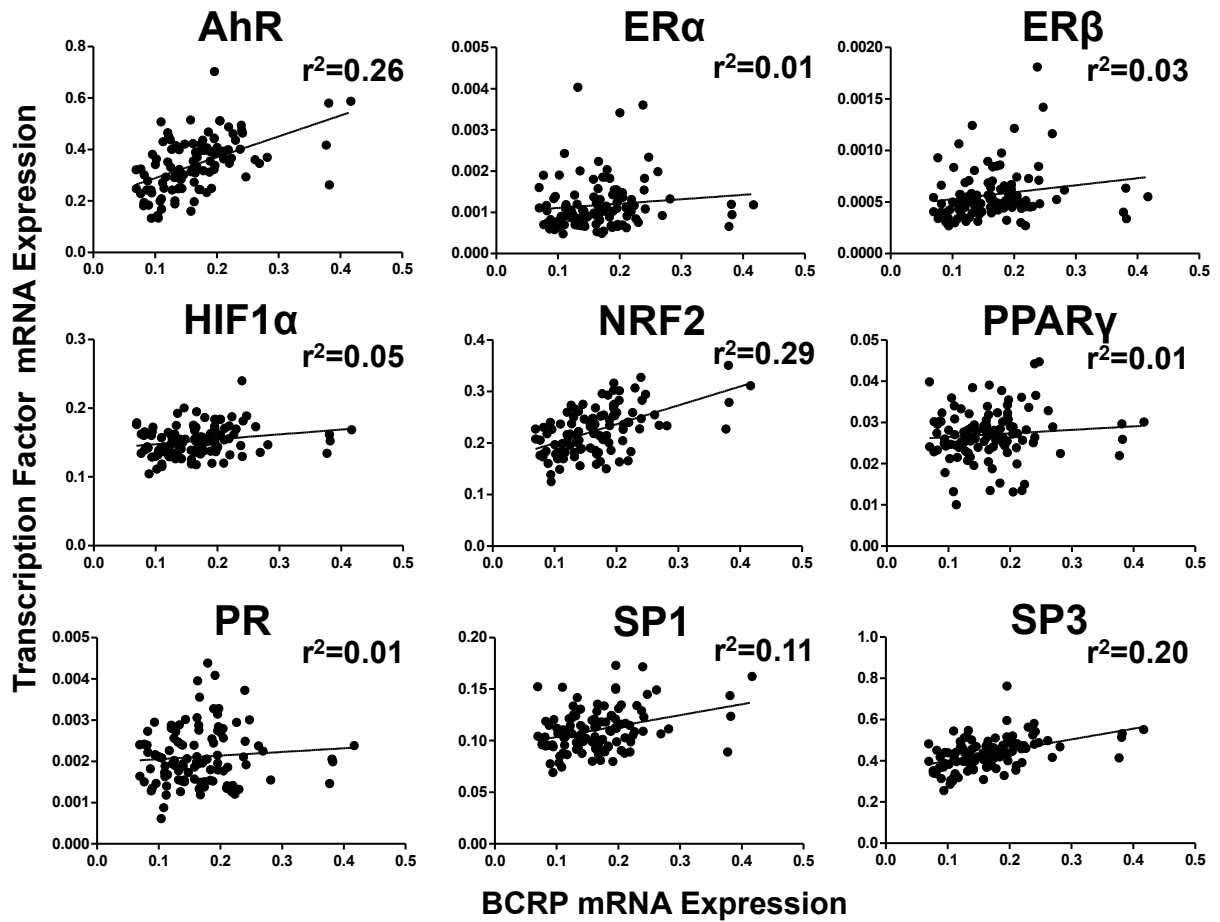 Transcription Factor mRNA Expression
AhR
r²=0.26
0.8
0.6
0.4
0.2
0.0
0.0 0.1 0.2 0.3 0.4 0.5
ERα
r²=0.01
0.005
0.004
0.003
0.002
0.001
0.000
0.0 0.1 0.2 0.3 0.4 0.5
ERβ
r²=0.03
0.0020
0.0015
0.0010
0.0005
0.0000
0.0 0.1 0.2 0.3 0.4 0.5
HIF1α
r²=0.05
0.3
0.2
0.1
0.0
0.0 0.1 0.2 0.3 0.4 0.5
NRF2
r²=0.29
0.4
0.3
0.2
0.1
0.0
0.0 0.1 0.2 0.3 0.4 0.5
PPARγ
r²=0.01
0.05
0.04
0.03
0.02
0.01
0.00
0.0 0.1 0.2 0.3 0.4 0.5
PR
r²=0.01
0.005
0.004
0.003
0.002
0.001
0.000
0.0 0.1 0.2 0.3 0.4 0.5
SP1
r²=0.11
0.20
0.15
0.10
0.05
0.00
0.0 0.1 0.2 0.3 0.4 0.5
SP3
r²=0.20
1.0
0.8
0.6
0.4
0.2
0.0
0.0 0.1 0.2 0.3 0.4 0.5
BCRP mRNA Expression